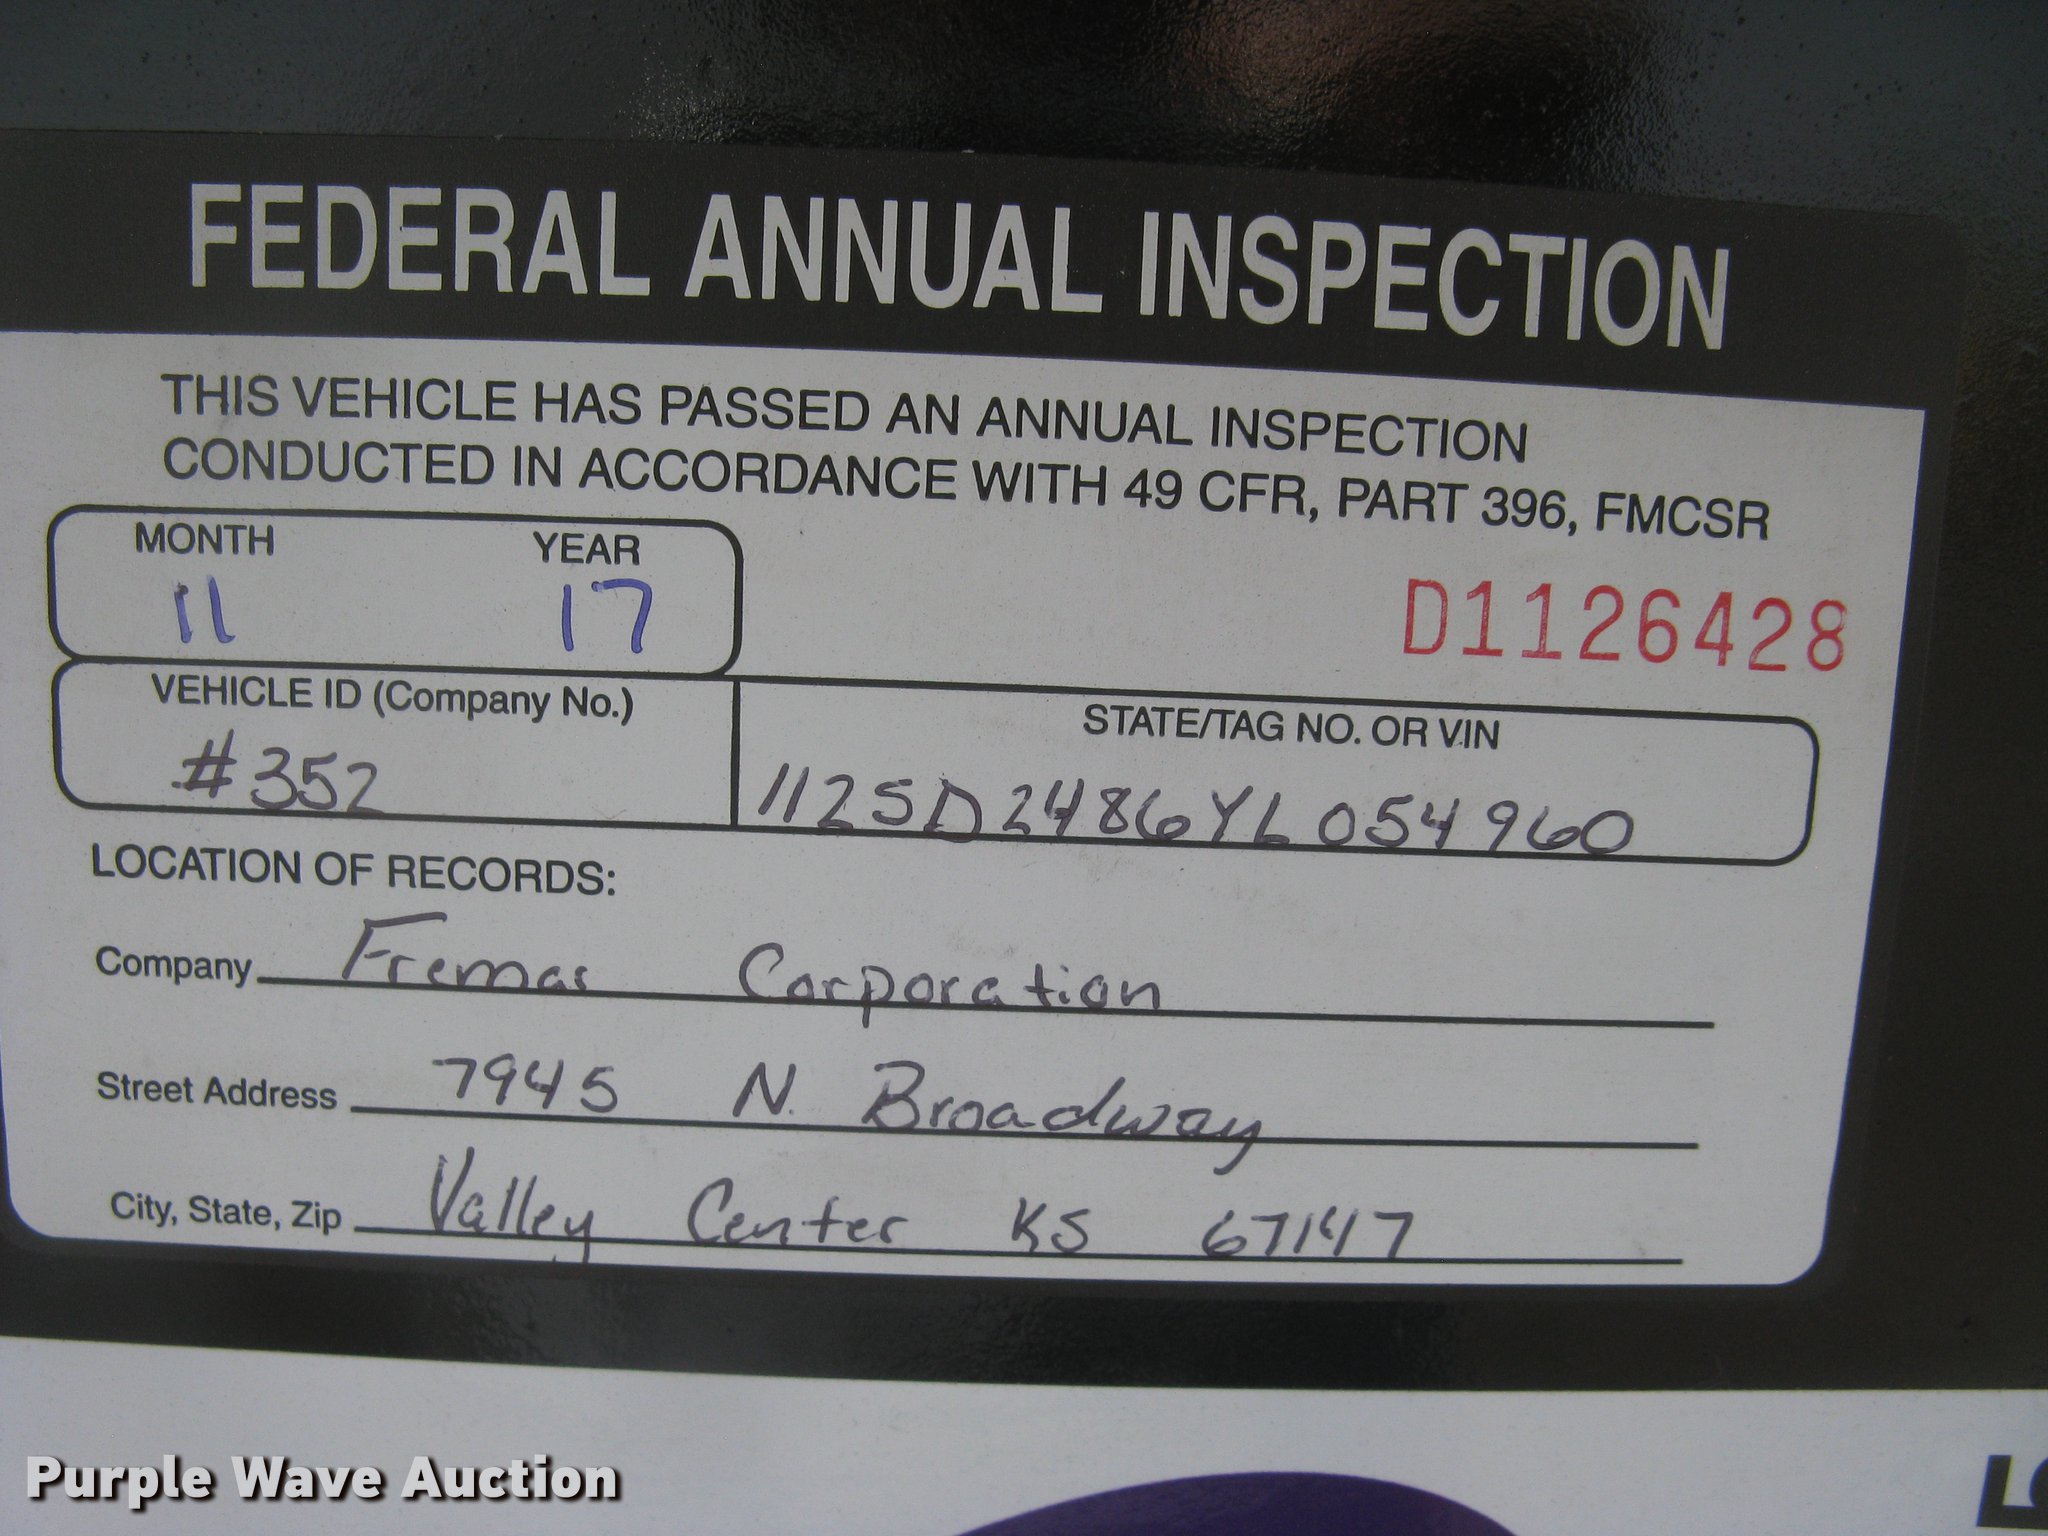 FEDERAL ANNUAL INSPECTION
THIS VEHICLE HAS PASSED AN ANNUAL INSPECTION
CONDUCTED IN ACCORDANCE WITH 49 CFR, PART 396, FMCSR
MONTH YEAR
11 17
D1126428
VEHICLE ID (Company No.) STATE/TAG NO. OR VIN
#352 1125D2486YL054960
LOCATION OF RECORDS:
Company Fremar Corporation
Street Address 7945 N. Broadway
City, State, Zip Valley Center KS 67147
Purple Wave Auction